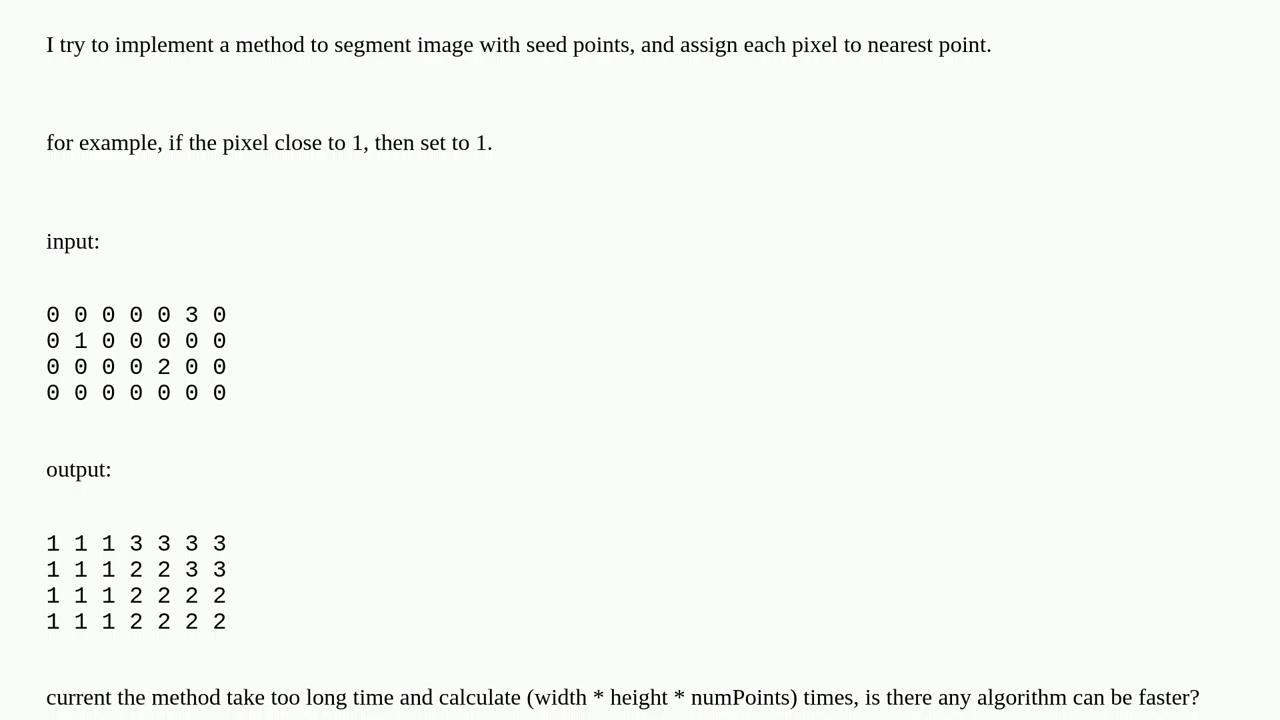 I try to implement a method to segment image with seed points, and assign each pixel to nearest point.
for example, if the pixel close to 1, then set to 1.
input:
0 0 0 0 0 3 0
0 1 0 0 0 0 0
0 0 0 0 2 0 0
0 0 0 0 0 0 0
output:
1 1 1 3 3 3 3
1 1 1 2 2 3 3
1 1 1 2 2 2 2
1 1 1 2 2 2 2
current the method take too long time and calculate (width * height * numPoints) times, is there any algorithm can be faster?